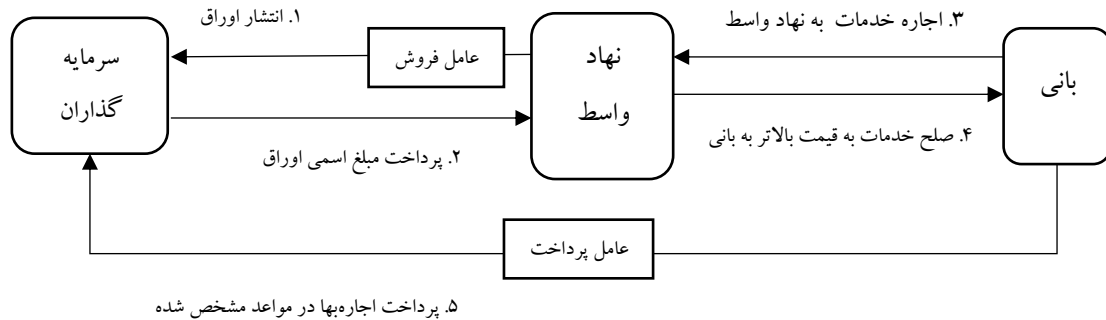 ۱. انتشار اوراق
۳. اجاره خدمات به نهاد واسط
سرمایه
گذاران
عامل فروش
نهاد
واسط
بانی
۲. پرداخت مبلغ اسمی اوراق
۴. صلح خدمات به قیمت بالاتر به بانی
عامل پرداخت
۵. پرداخت اجاره‌بها در مواعد مشخص شده